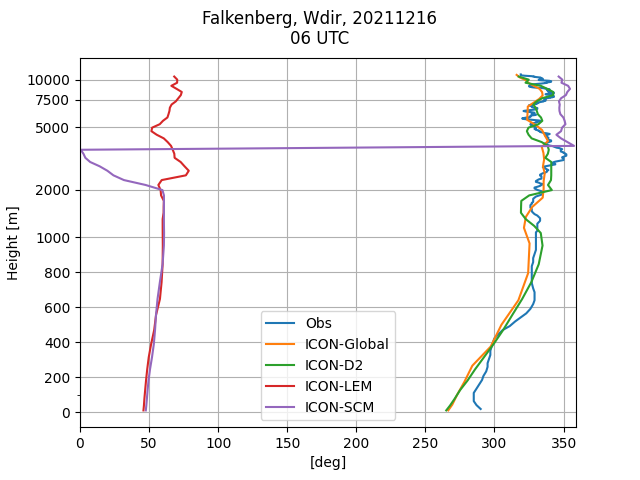 Falkenberg, Wdir, 20211216
06 UTC
Height [m]
10000
7500
5000
2000
1000
800
600
400
200
0
Obs
ICON-Global
ICON-D2
ICON-LEM
ICON-SCM
0 50 100 150 200 250 300 350
[deg]